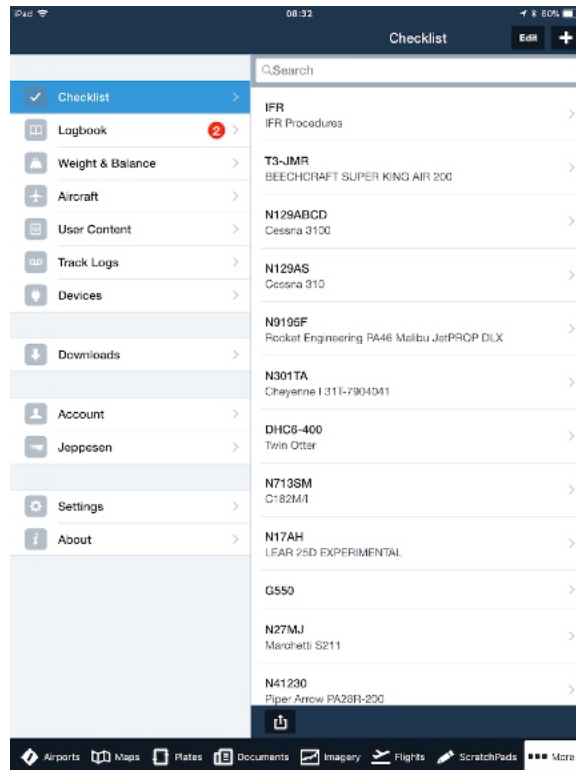 iPad 08:32 60%
Checklist Edit +
Search
Checklist
Logbook 2
Weight & Balance
Aircraft
User Content
Track Logs
Devices
Downloads
Account
Jeppesen
Settings
About
IFR
IFR Procedures
T3-JMR
BEECHCRAFT SUPER KING AIR 200
N129ABCD
Cessna 3100
N129AS
Cessna 310
N9195F
Rocket Engineering PA46 Malibu JetPROP DLX
N301TA
Cheyenne I 31T-7904041
DHC6-400
Twin Otter
N713SM
C182M/I
N17AH
LEAR 25D EXPERIMENTAL
G550
N27MJ
Marchetti S211
N41230
Piper Arrow PA28R-200
Airports Maps Plates Documents Imagery Flights ScratchPads More